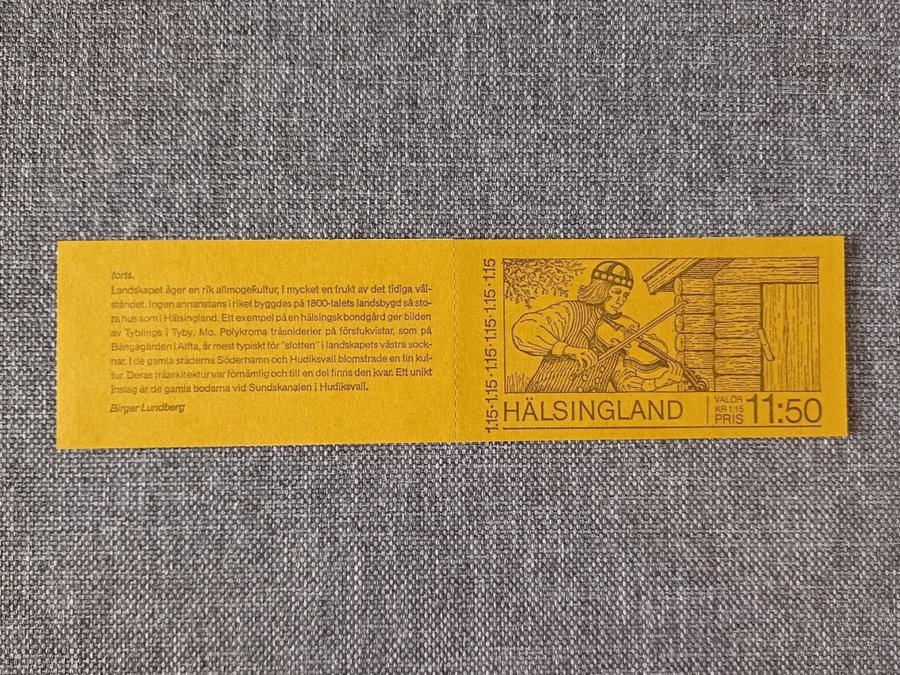 forts.
Landskapet äger en rik allmogekultur, i mycket en frukt av det tidiga väl-
ståndet. Ingen annanstans i riket byggdes på 1800-talets landsbygd så sto-
ra hus som i Hälsingland. Ett exempel på en hälsingsk bondgård ger bilden
av Tyblings i Tyby, Mo. Polykroma träsniderier på förstukvistar, som på
Bängagården i Alfta, är mest typiskt för "slotten" i landskapets västra sock-
nar. I de gamla städerna Söderhamn och Hudiksvall blomstrade en fin kul-
tur. Deras träarkitektur var förnämlig och till en del finns den kvar. Ett unikt
inslag är de gamla bodarna vid Sundskanalen i Hudiksvall.
Birger Lundberg
1.15·1.15·1.15·1.15·1.15·1.15
HÄLSINGLAND
VALÖR
KR 1:15
PRIS 11:50